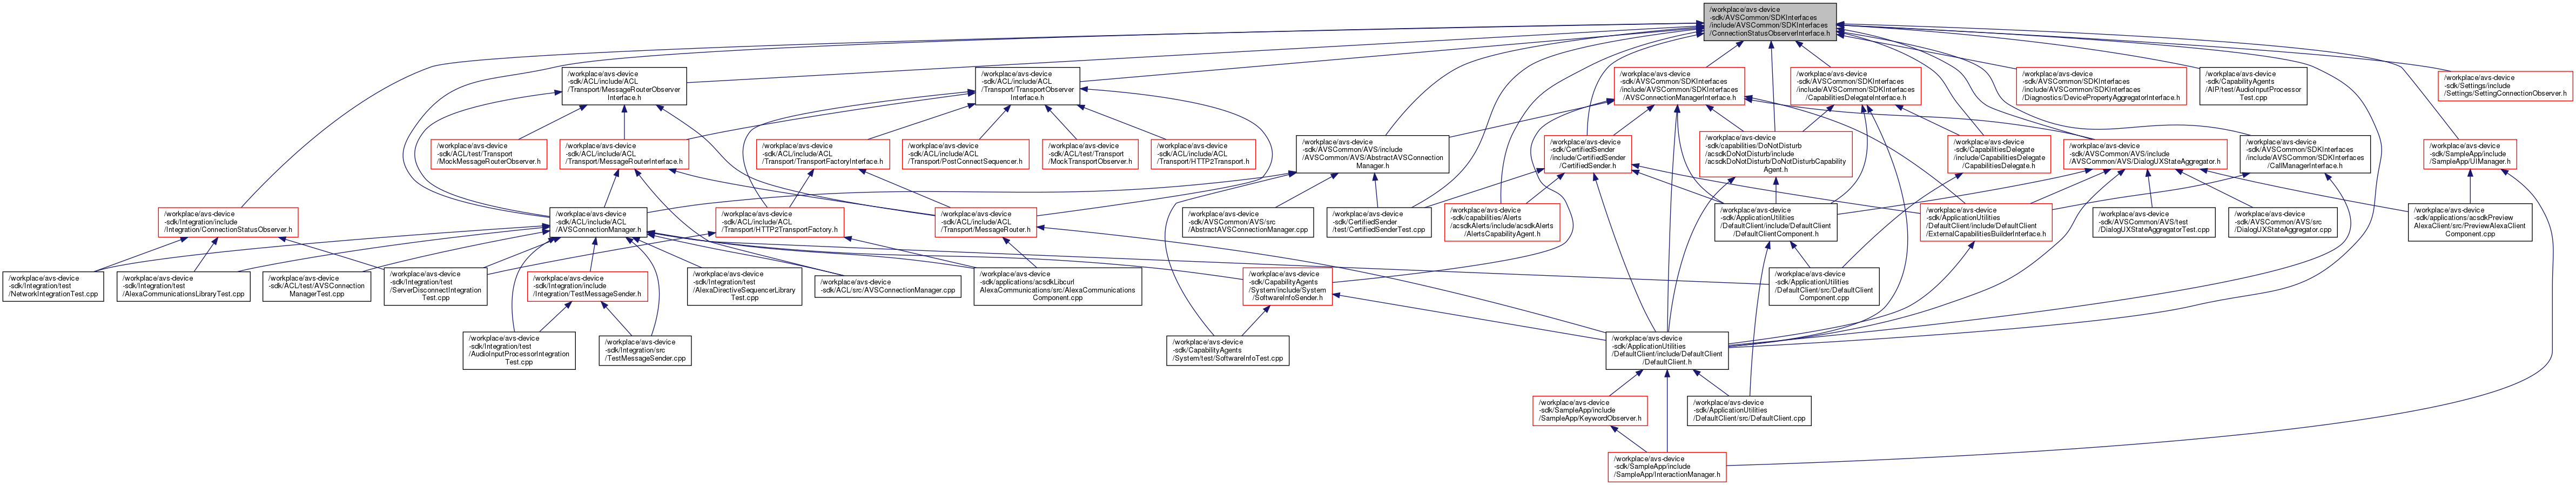 /workplace/avs-device
-sdk/AVSCommon/SDKInterfaces
/include/AVSCommon/SDKInterfaces
/ConnectionStatusObserverInterface.h
/workplace/avs-device
-sdk/ACL/include/ACL
/Transport/MessageRouterObserver
Interface.h
/workplace/avs-device
-sdk/ACL/include/ACL
/Transport/TransportObserver
Interface.h
/workplace/avs-device
-sdk/AVSCommon/SDKInterfaces
/include/AVSCommon/SDKInterfaces
/AVSConnectionManagerInterface.h
/workplace/avs-device
-sdk/AVSCommon/SDKInterfaces
/include/AVSCommon/SDKInterfaces
/CapabilitiesDelegateInterface.h
/workplace/avs-device
-sdk/AVSCommon/SDKInterfaces
/include/AVSCommon/SDKInterfaces
/Diagnostics/DevicePropertyAggregatorInterface.h
/workplace/avs-device
-sdk/CapabilityAgents
/AIP/test/AudioInputProcessor
Test.cpp
/workplace/avs-device
-sdk/Settings/include
/Settings/SettingConnectionObserver.h
/workplace/avs-device
-sdk/ACL/test/Transport
/MockMessageRouterObserver.h
/workplace/avs-device
-sdk/ACL/include/ACL
/Transport/MessageRouterInterface.h
/workplace/avs-device
-sdk/ACL/include/ACL
/Transport/TransportFactoryInterface.h
/workplace/avs-device
-sdk/ACL/include/ACL
/Transport/PostConnectSequencer.h
/workplace/avs-device
-sdk/ACL/test/Transport
/MockTransportObserver.h
/workplace/avs-device
-sdk/ACL/include/ACL
/Transport/HTTP2Transport.h
/workplace/avs-device
-sdk/AVSCommon/AVS/include
/AVSCommon/AVS/AbstractAVSConnection
Manager.h
/workplace/avs-device
-sdk/CertifiedSender
/include/CertifiedSender
/CertifiedSender.h
/workplace/avs-device
-sdk/capabilities/DoNotDisturb
/acsdkDoNotDisturb/include
/acsdkDoNotDisturb/DoNotDisturbCapability
Agent.h
/workplace/avs-device
-sdk/CapabilitiesDelegate
/include/CapabilitiesDelegate
/CapabilitiesDelegate.h
/workplace/avs-device
-sdk/AVSCommon/AVS/include
/AVSCommon/AVS/DialogUXStateAggregator.h
/workplace/avs-device
-sdk/AVSCommon/SDKInterfaces
/include/AVSCommon/SDKInterfaces
/CallManagerInterface.h
/workplace/avs-device
-sdk/SampleApp/include
/SampleApp/UIManager.h
/workplace/avs-device
-sdk/Integration/include
/Integration/ConnectionStatusObserver.h
/workplace/avs-device
-sdk/ACL/include/ACL
/AVSConnectionManager.h
/workplace/avs-device
-sdk/ACL/include/ACL
/Transport/HTTP2TransportFactory.h
/workplace/avs-device
-sdk/ACL/include/ACL
/Transport/MessageRouter.h
/workplace/avs-device
-sdk/AVSCommon/AVS/src
/AbstractAVSConnectionManager.cpp
/workplace/avs-device
-sdk/CertifiedSender
/test/CertifiedSenderTest.cpp
/workplace/avs-device
-sdk/capabilities/Alerts
/acsdkAlerts/include/acsdkAlerts
/AlertsCapabilityAgent.h
/workplace/avs-device
-sdk/ApplicationUtilities
/DefaultClient/include/DefaultClient
/DefaultClientComponent.h
/workplace/avs-device
-sdk/ApplicationUtilities
/DefaultClient/include/DefaultClient
/ExternalCapabilitiesBuilderInterface.h
/workplace/avs-device
-sdk/AVSCommon/AVS/test
/DialogUXStateAggregatorTest.cpp
/workplace/avs-device
-sdk/AVSCommon/AVS/src
/DialogUXStateAggregator.cpp
/workplace/avs-device
-sdk/applications/acsdkPreview
AlexaClient/src/PreviewAlexaClient
Component.cpp
/workplace/avs-device
-sdk/Integration/test
/NetworkIntegrationTest.cpp
/workplace/avs-device
-sdk/Integration/test
/AlexaCommunicationsLibraryTest.cpp
/workplace/avs-device
-sdk/ACL/test/AVSConnection
ManagerTest.cpp
/workplace/avs-device
-sdk/Integration/test
/ServerDisconnectIntegration
Test.cpp
/workplace/avs-device
-sdk/Integration/include
/Integration/TestMessageSender.h
/workplace/avs-device
-sdk/Integration/test
/AlexaDirectiveSequencerLibrary
Test.cpp
/workplace/avs-device
-sdk/ACL/src/AVSConnectionManager.cpp
/workplace/avs-device
-sdk/applications/acsdkLibcurl
AlexaCommunications/src/AlexaCommunications
Component.cpp
/workplace/avs-device
-sdk/CapabilityAgents
/System/include/System
/SoftwareInfoSender.h
/workplace/avs-device
-sdk/ApplicationUtilities
/DefaultClient/src/DefaultClient
Component.cpp
/workplace/avs-device
-sdk/Integration/test
/AudioInputProcessorIntegration
Test.cpp
/workplace/avs-device
-sdk/Integration/src
/TestMessageSender.cpp
/workplace/avs-device
-sdk/CapabilityAgents
/System/test/SoftwareInfoTest.cpp
/workplace/avs-device
-sdk/ApplicationUtilities
/DefaultClient/include/DefaultClient
/DefaultClient.h
/workplace/avs-device
-sdk/SampleApp/include
/SampleApp/KeywordObserver.h
/workplace/avs-device
-sdk/ApplicationUtilities
/DefaultClient/src/DefaultClient.cpp
/workplace/avs-device
-sdk/SampleApp/include
/SampleApp/InteractionManager.h